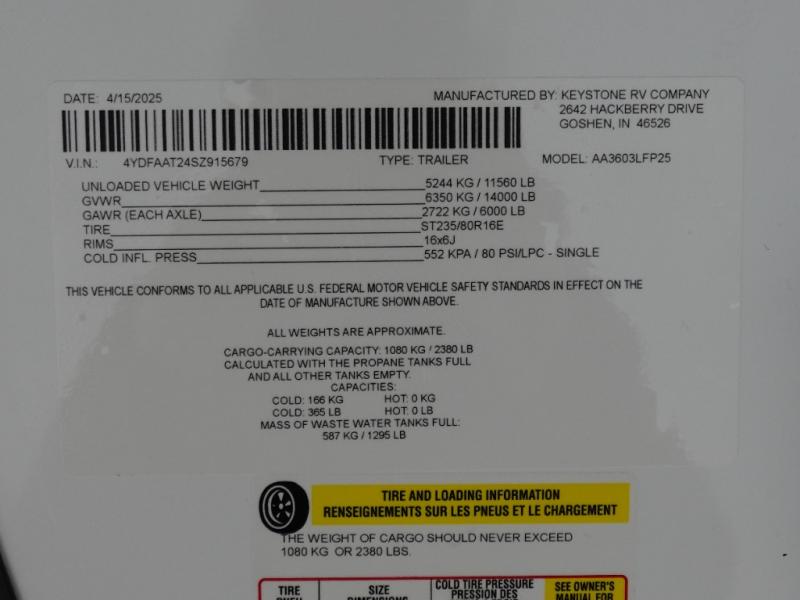 DATE: 4/15/2025 MANUFACTURED BY: KEYSTONE RV COMPANY
2642 HACKBERRY DRIVE
GOSHEN, IN 46526
V.I.N.: 4YDFAAT24SZ915679 TYPE: TRAILER MODEL: AA3603LFP25
UNLOADED VEHICLE WEIGHT 5244 KG / 11560 LB
GVWR 6350 KG / 14000 LB
GAWR (EACH AXLE) 2722 KG / 6000 LB
TIRE ST235/80R16E
RIMS 16x6J
COLD INFL. PRESS 552 KPA / 80 PSI/LPC - SINGLE
THIS VEHICLE CONFORMS TO ALL APPLICABLE U.S. FEDERAL MOTOR VEHICLE SAFETY STANDARDS IN EFFECT ON THE
DATE OF MANUFACTURE SHOWN ABOVE.
ALL WEIGHTS ARE APPROXIMATE.
CARGO-CARRYING CAPACITY: 1080 KG / 2380 LB
CALCULATED WITH THE PROPANE TANKS FULL
AND ALL OTHER TANKS EMPTY.
CAPACITIES:
COLD: 166 KG HOT: 0 KG
COLD: 365 LB HOT: 0 LB
MASS OF WASTE WATER TANKS FULL:
587 KG / 1295 LB
TIRE AND LOADING INFORMATION
RENSEIGNEMENTS SUR LES PNEUS ET LE CHARGEMENT
THE WEIGHT OF CARGO SHOULD NEVER EXCEED
1080 KG OR 2380 LBS.
TIRE SIZE COLD TIRE PRESSURE SEE OWNER'S
DIMENSIONS PRESSION DES MANUAL FOR